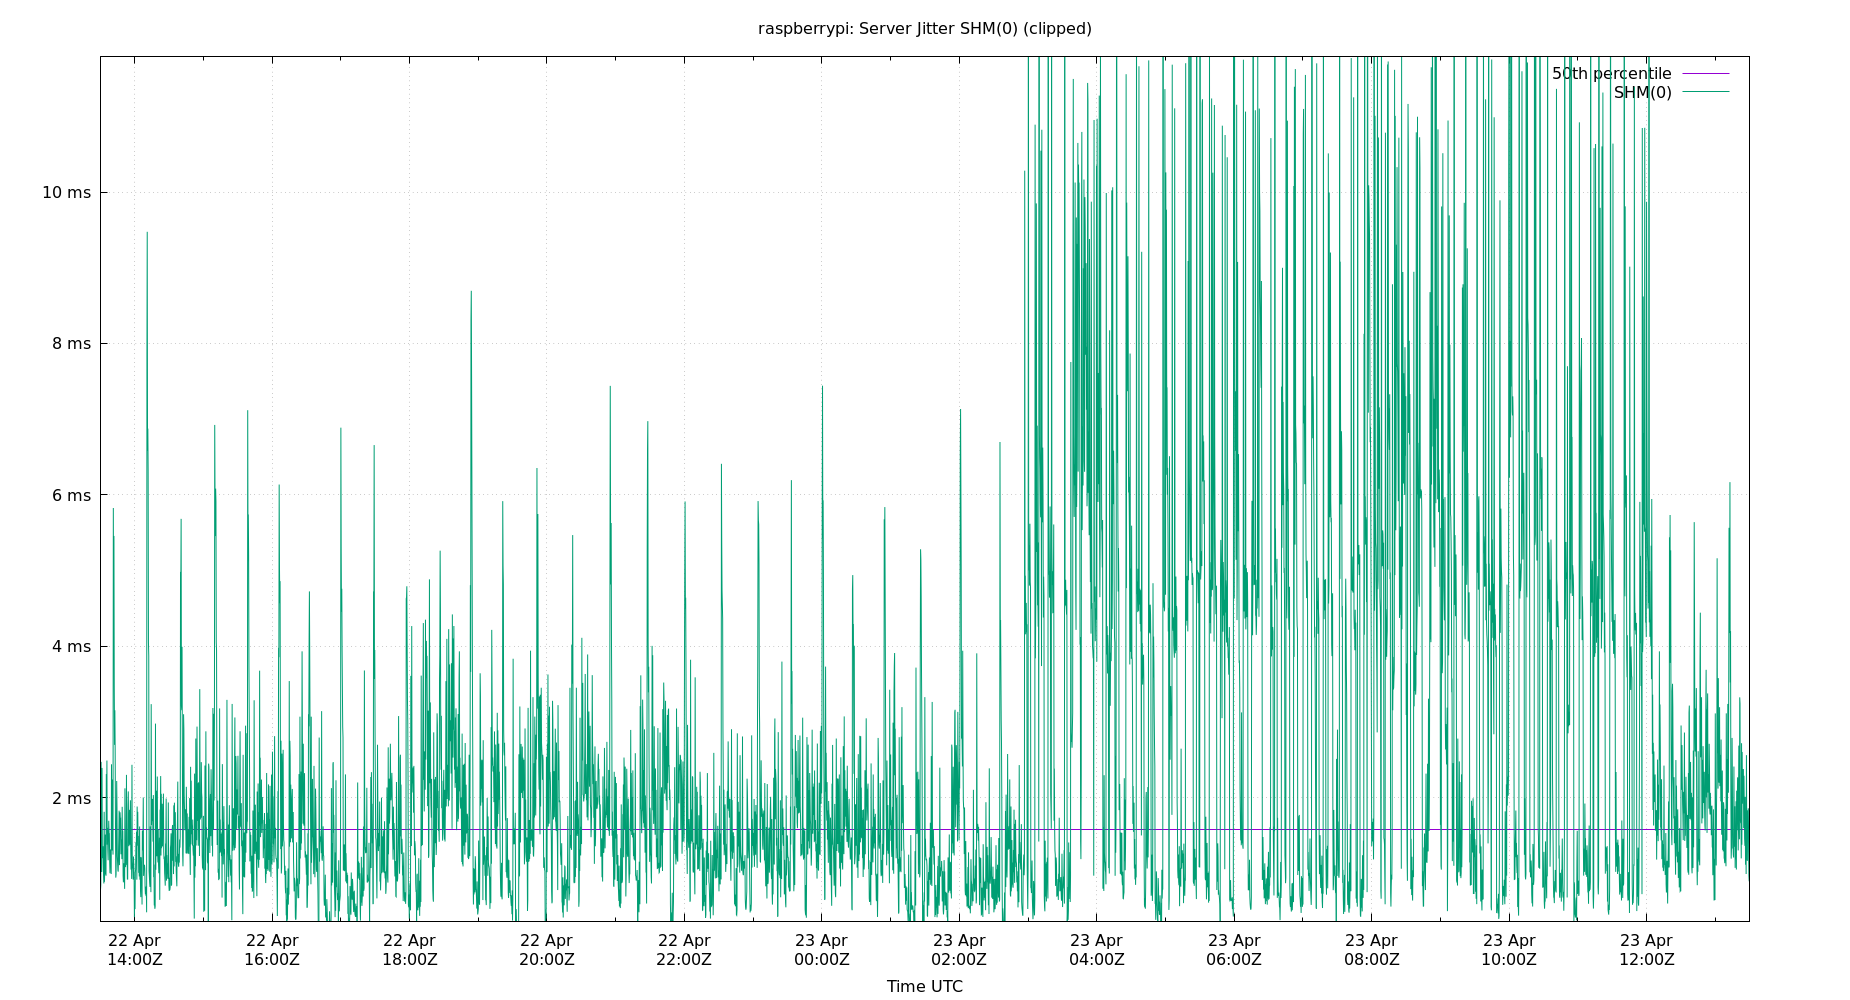 raspberrypi: Server Jitter SHM(0) (clipped)
50th percentile
SHM(0)
10 ms
8 ms
6 ms
4 ms
2 ms
22 Apr 22 Apr 22 Apr 22 Apr 22 Apr 23 Apr 23 Apr 23 Apr 23 Apr 23 Apr 23 Apr 23 Apr
14:00Z 16:00Z 18:00Z 20:00Z 22:00Z 00:00Z 02:00Z 04:00Z 06:00Z 08:00Z 10:00Z 12:00Z
Time UTC